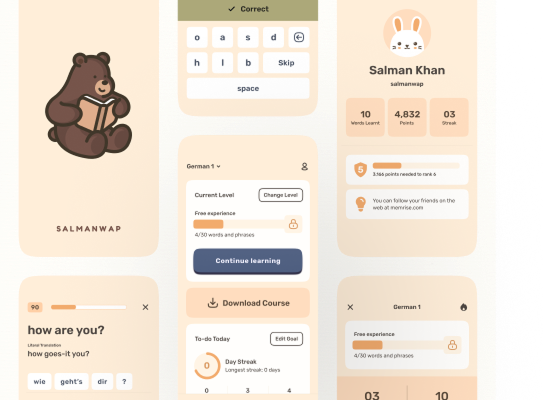 SALMANWAP
90
how are you?
Literal Translation
how goes-it you?
wie geht's dir ?
Correct
o a s d
h l b Skip
space
German 1
Current Level Change Level
Free experience
4/30 words and phrases
Continue learning
Download Course
To-do Today Edit Goal
0 Day Streak
Longest streak: 0 days
0 3 4
Salman Khan
salmanwap
10 4,832 03
Words Learnt Points Streak
5
3.166 points needed to rank 6
You can follow your friends on the
web at memrise.com
German 1
Free experience
4/30 words and phrases
03 10